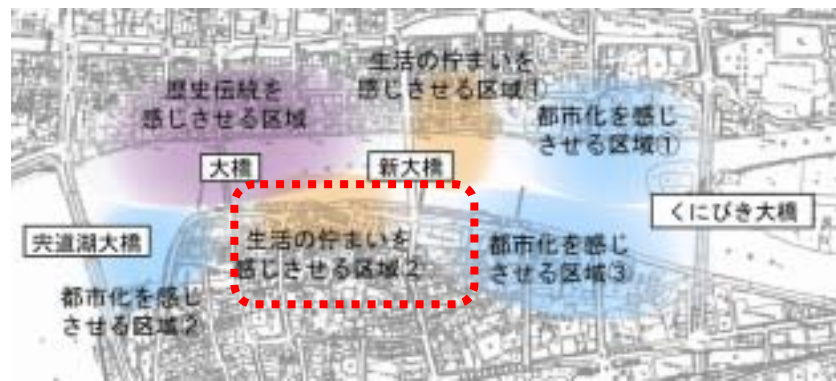 生活の佇まいを
感じさせる区域①
歴史伝統を
感じさせる区域
都市化を感じ
させる区域①
大橋
新大橋
くにびき大橋
宍道湖大橋
生活の佇まいを
感じさせる区域②
都市化を感じ
させる区域③
都市化を感じ
させる区域②